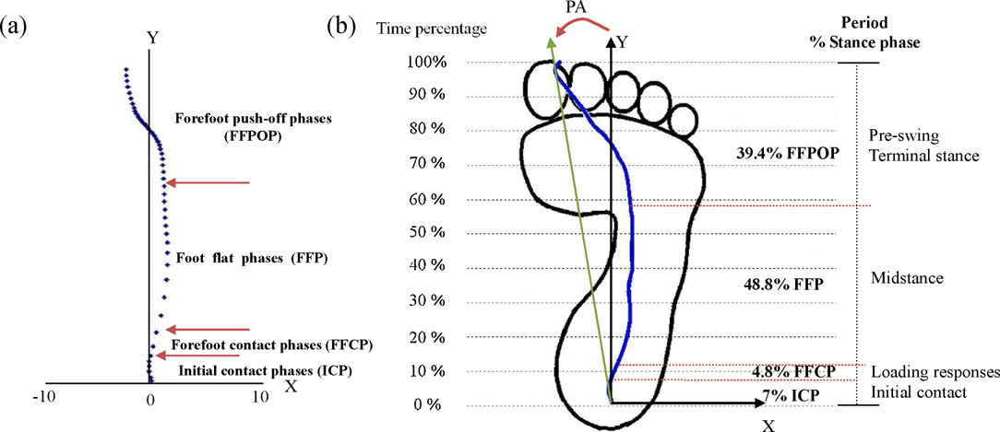 (a)
Y
Forefoot push-off phases
(FFPOP)
Foot flat phases (FFP)
Forefoot contact phases (FFCP)
Initial contact phases (ICP)
X
-10
0
10
(b)
PA
Time percentage
Y
Period
% Stance phase
100%
90 %
80 %
70 %
60 %
50 %
40 %
30 %
20 %
10 %
0 %
39.4% FFPOP
48.8% FFP
4.8% FFCP
7% ICP
X
Pre-swing
Terminal stance
Midstance
Loading responses
Initial contact